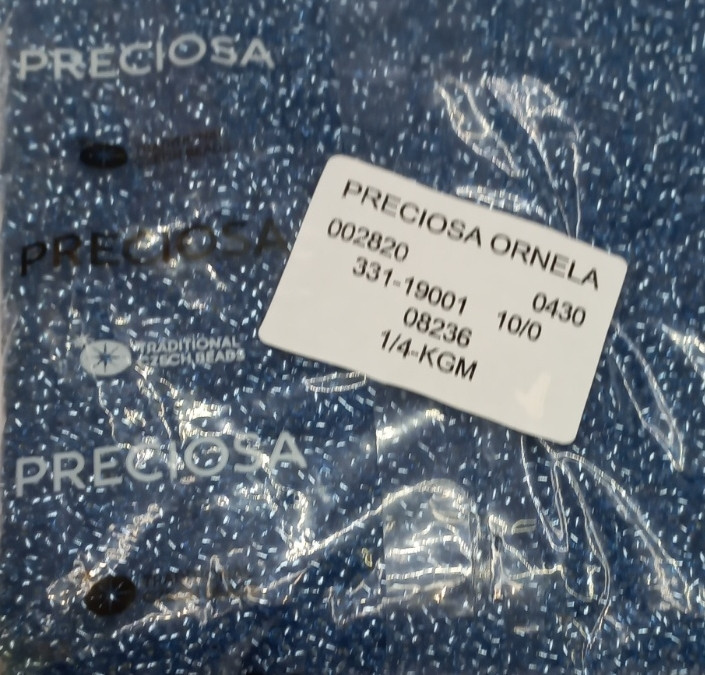 PRECIOSA
PRECIOSA
TRADITIONAL
CZECH BEADS
PRECIOSA
PRECIOSA ORNELA
002820 0430
331-19001 10/0
08236
1/4-KGM